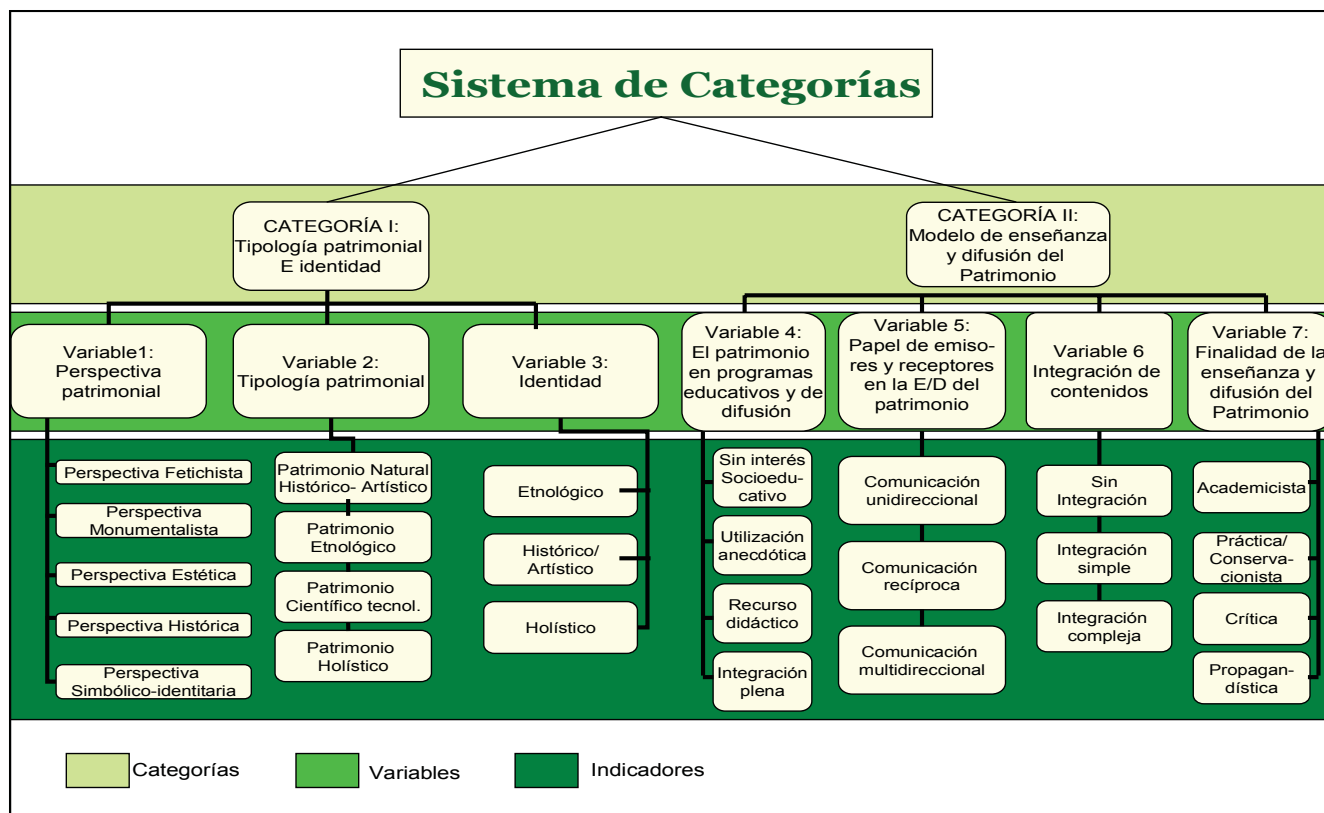 Sistema de Categorías
CATEGORÍA I:
Tipología patrimonial
E identidad
CATEGORÍA II:
Modelo de enseñanza
y difusión del
Patrimonio
Variable1:
Perspectiva
patrimonial
Variable 2:
Tipología patrimonial
Variable 3:
Identidad
Variable 4:
El patrimonio
en programas
educativos y de
difusión
Variable 5:
Papel de emiso-
res y receptores
en la E/D del
patrimonio
Variable 6
Integración de
contenidos
Variable 7:
Finalidad de la
enseñanza y
difusión del
Patrimonio
Perspectiva Fetichista
Perspectiva
Monumentalista
Perspectiva Estética
Perspectiva Histórica
Perspectiva
Simbólico-identitaria
Patrimonio Natural
Histórico- Artístico
Patrimonio
Etnológico
Patrimonio
Científico tecnol.
Patrimonio
Holístico
Etnológico
Histórico/
Artístico
Holístico
Sin interés
Socioedu-
cativo
Utilización
anecdótica
Recurso
didáctico
Integración
plena
Comunicación
unidireccional
Comunicación
recíproca
Comunicación
multidireccional
Sin
Integración
Integración
simple
Integración
compleja
Academicista
Práctica/
Conserva-
cionista
Crítica
Propagan-
dística
Categorías
Variables
Indicadores